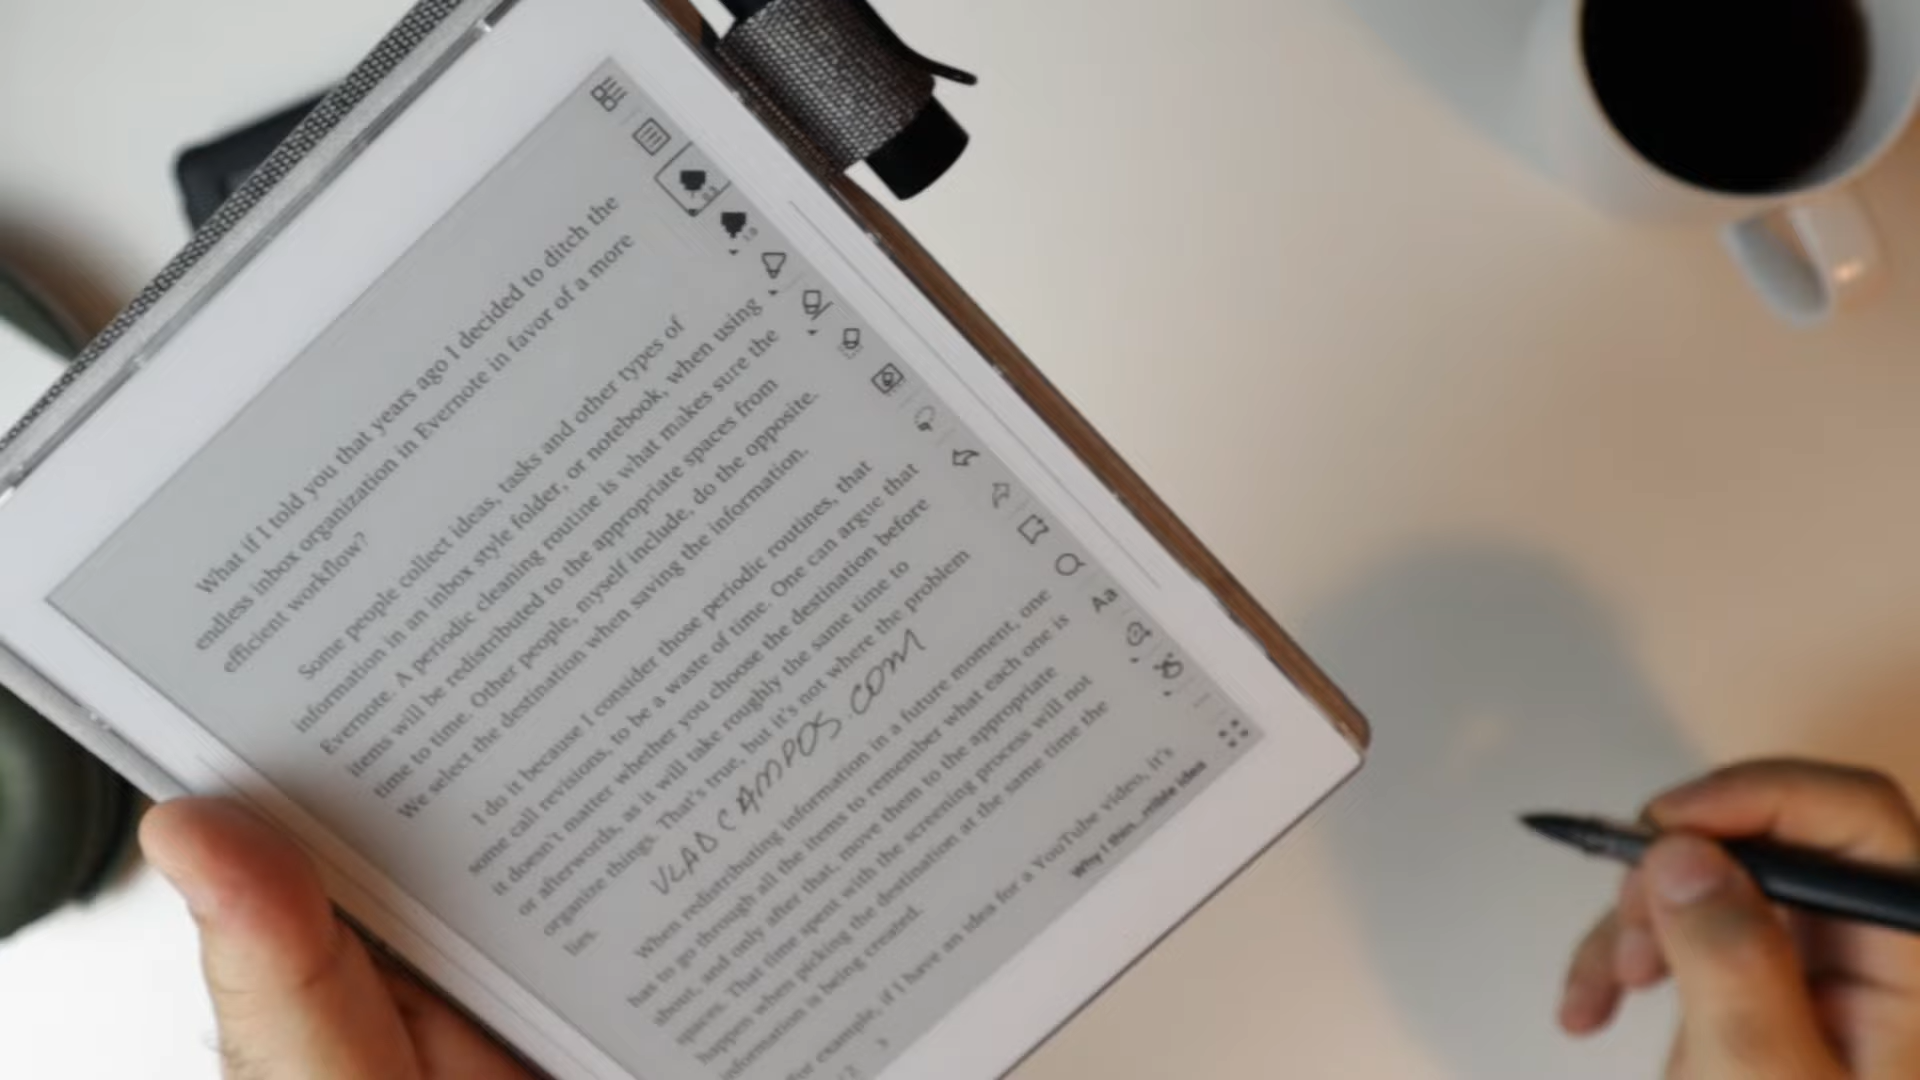 What if I told you that years ago I decided to ditch the
endless inbox organization in Evernote in favor of a more
efficient workflow?
Some people collect ideas, tasks and other types of
information in an inbox style folder, or notebook, when using
Evernote. A periodic cleaning routine is what makes sure the
items will be redistributed to the appropriate spaces from
time to time. Other people, myself include, do the opposite.
We select the destination when saving the information.
I do it because I consider those periodic routines, that
some call revisions, to be a waste of time. One can argue that
it doesn't matter whether you choose the destination before
or afterwords, as it will take roughly the same time to
organize things. That's true, but it's not where the problem
lies.
VLADCAMPOS.COM
When redistributing information in a future moment, one
has to go through all the items to remember what each one is
about, and only after that, move them to the appropriate
spaces. That time spent with the screening process will not
happen when picking the destination at the same time the
information is being created.
For example, if I have an idea for a YouTube video, it's
Why I thin...rrible idea
Aa
0.3
1.0